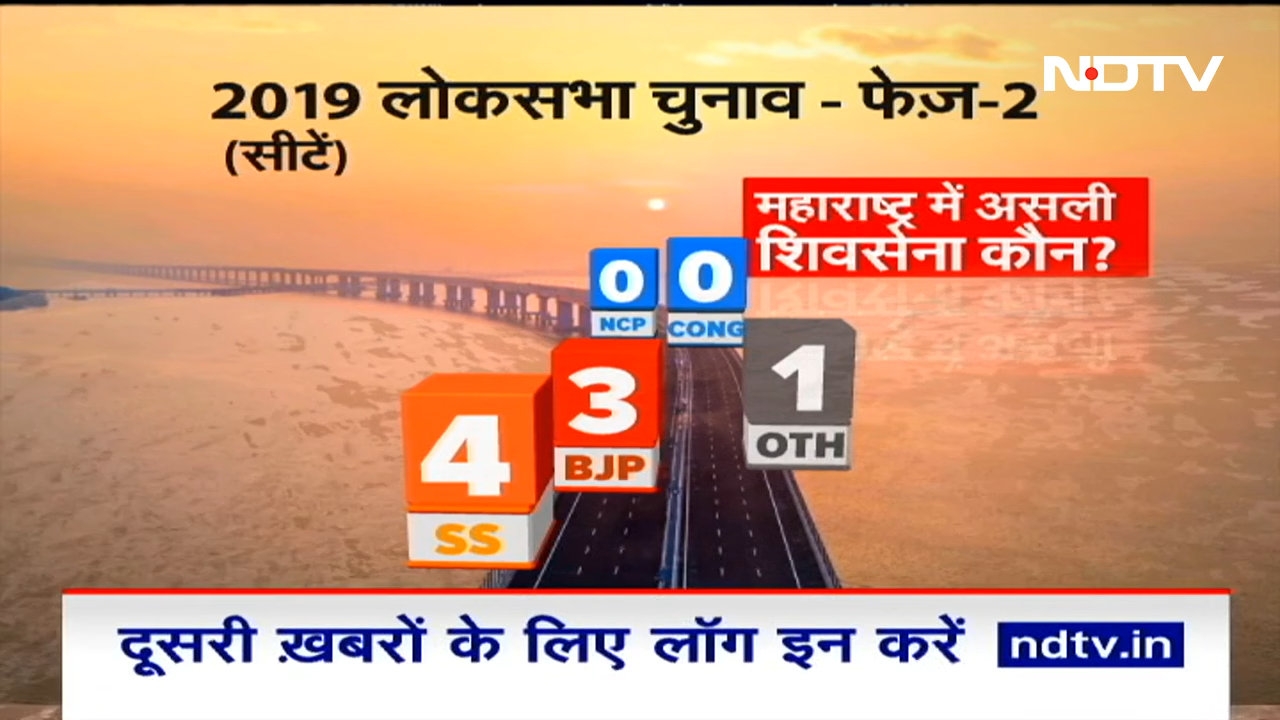 NDTV
2019 लोकसभा चुनाव - फेज़-2
(सीटें)
महाराष्ट्र में असली
शिवसेना कौन?
0
NCP
0
CONG
4
SS
3
BJP
1
OTH
दूसरी ख़बरों के लिए लॉग इन करें
ndtv.in